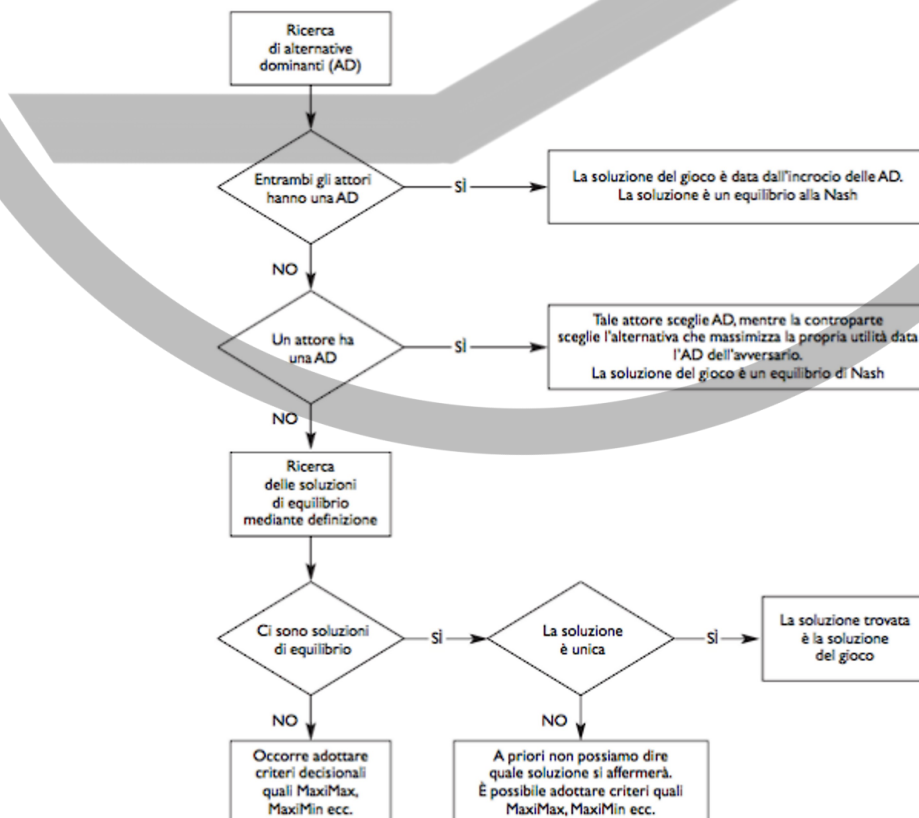 Ricerca
di alternative
dominanti (AD)
Entrambi gli attori
hanno una AD
SÌ
La soluzione del gioco è data dall'incrocio delle AD.
La soluzione è un equilibrio alla Nash
NO
Un attore ha
una AD
SÌ
Tale attore sceglie AD, mentre la controparte
sceglie l'alternativa che massimizza la propria utilità data
l'AD dell'avversario.
La soluzione del gioco è un equilibrio di Nash
NO
Ricerca
delle soluzioni
di equilibrio
mediante definizione
Ci sono soluzioni
di equilibrio
SÌ
La soluzione
è unica
SÌ
La soluzione trovata
è la soluzione
del gioco
NO
Occorre adottare
criteri decisionali
quali MaxiMax,
MaxiMin ecc.
NO
A priori non possiamo dire
quale soluzione si affermerà.
È possibile adottare criteri quali
MaxiMax, MaxiMin ecc.